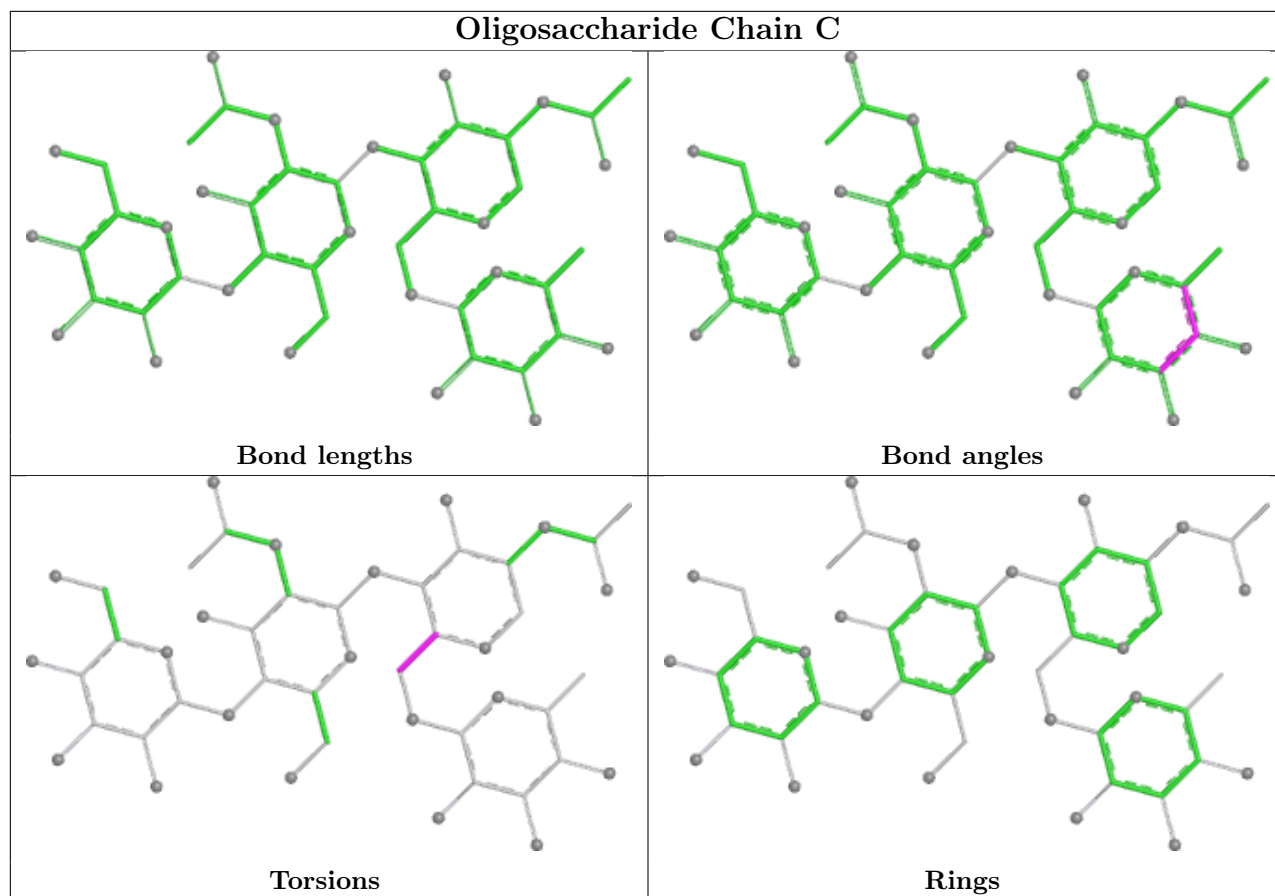 Oligosaccharide Chain C
Bond lengths
Bond angles
Torsions
Rings